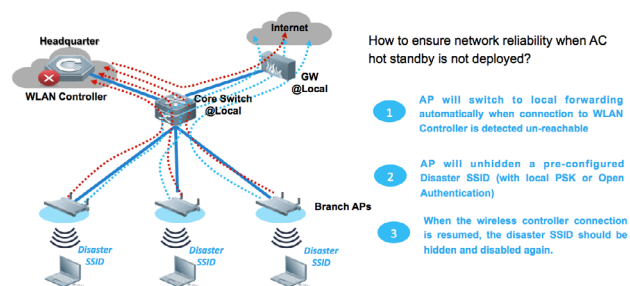 Headquarter
Internet
WLAN Controller
GW
@Local
Core Switch
@Local
Branch APs
Disaster
SSID
Disaster
SSID
Disaster
SSID
How to ensure network reliability when AC
hot standby is not deployed?
1
AP will switch to local forwarding
automatically when connection to WLAN
Controller is detected un-reachable
2
AP will unhidden a pre-configured
Disaster SSID (with local PSK or Open
Authentication)
3
When the wireless controller connection
is resumed, the disaster SSID should be
hidden and disabled again.